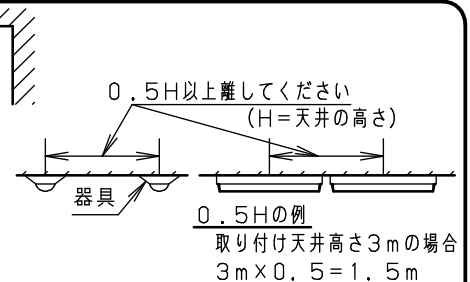 0.5H以上離してください
(H=天井の高さ)
器具
0.5Hの例
取り付け天井高さ3mの場合
3m×0.5=1.5m